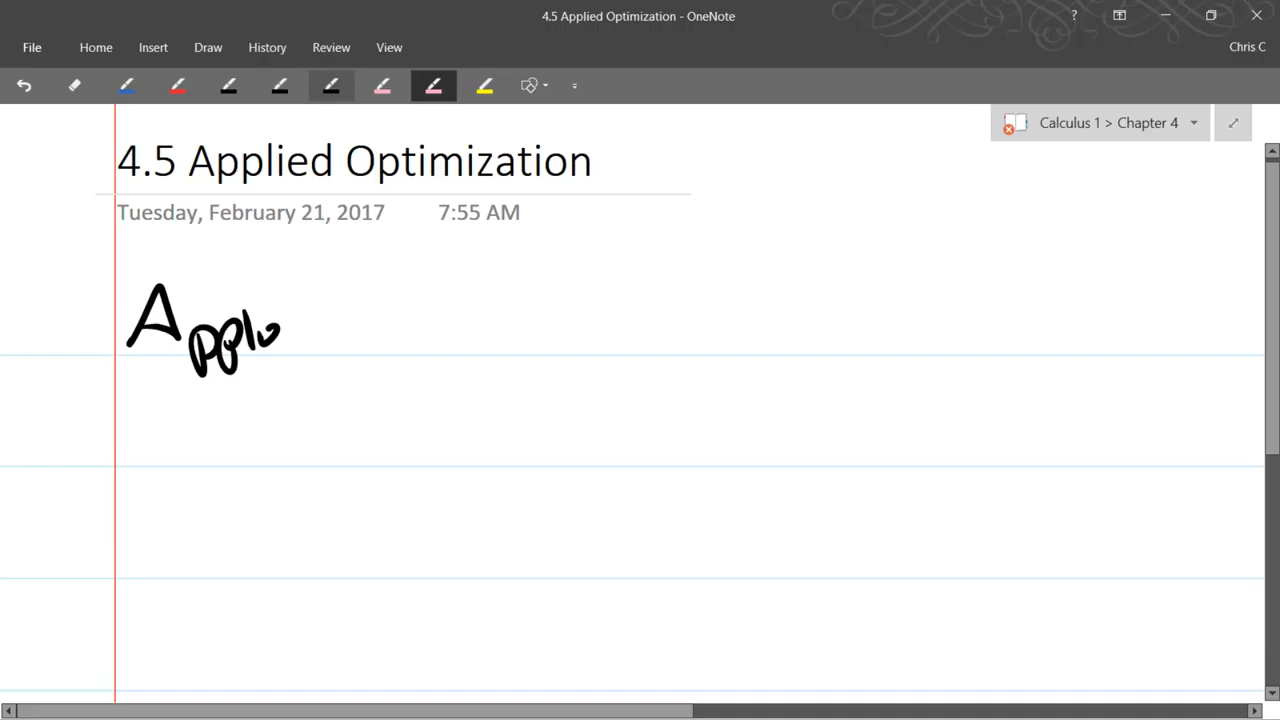 4.5 Applied Optimization - OneNote
?
File Home Insert Draw History Review View
Chris C
Calculus 1 > Chapter 4
4.5 Applied Optimization
Tuesday, February 21, 2017 7:55 AM